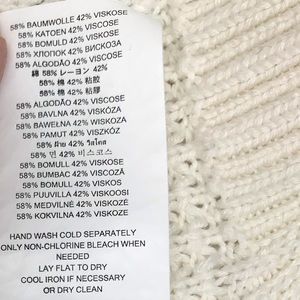 58% BAUMWOLLE 42% VISKOSE
58% KATOEN 42% VISCOSE
58% BOMULD 42% VISKOSE
58% ХЛОПОК 42% ВИСКОЗА
58% ALGODÃO 42% VISCOSE
綿 58% レーヨン 42%
58% 棉 42% 粘胶
58% 棉 42% 粘膠
58% ALGODÃO 42% VISCOSE
58% BAVLNA 42% VISKÓZA
58% BAWEŁNA 42% WISKOZA
58% PAMUT 42% VISZKÓZ
58% ฝ้าย 42% วิสโคส
58% 면 42% 비스코스
58% BOMULL 42% VISKOSE
58% BUMBAC 42% VISCOZĂ
58% BOMULL 42% VISKOS
58% PUUVILLA 42% VISKOOSI
58% MEDVILNĖ 42% VISKOZĖ
58% KOKVILNA 42% VISKOZE
HAND WASH COLD SEPARATELY
ONLY NON-CHLORINE BLEACH WHEN
NEEDED
LAY FLAT TO DRY
COOL IRON IF NECESSARY
OR DRY CLEAN